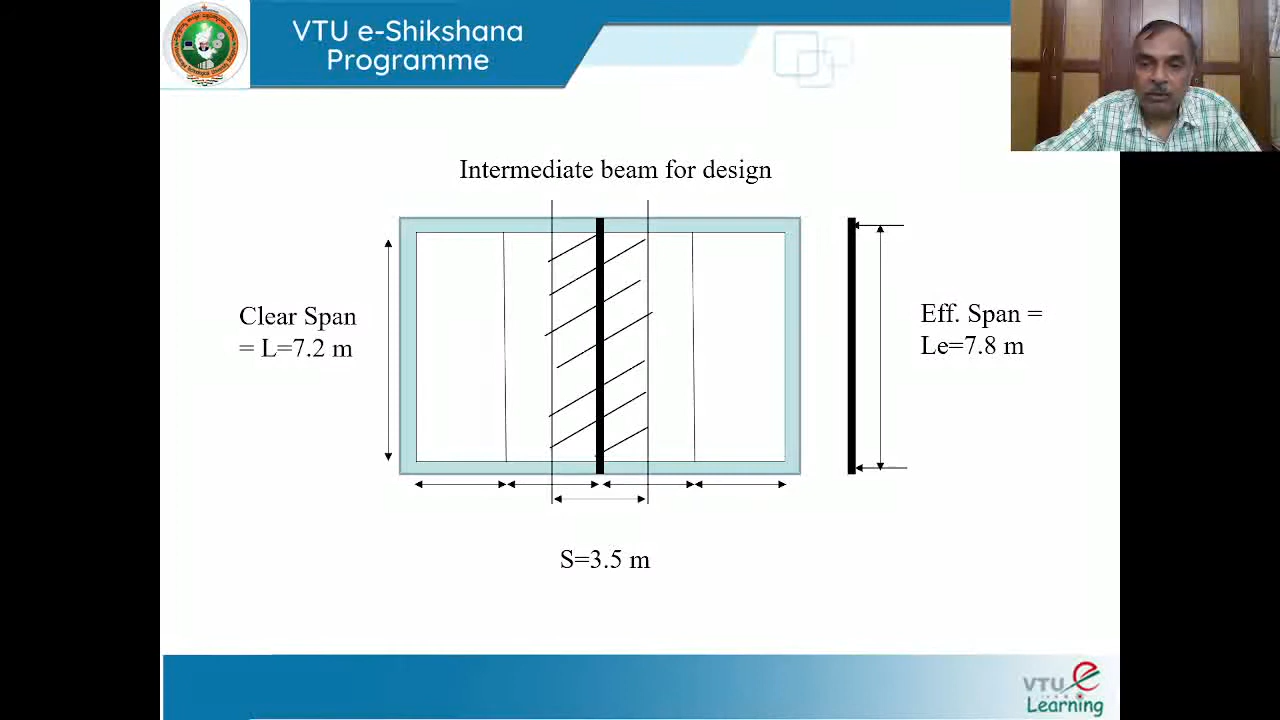 VTU e-Shikshana
Programme
Intermediate beam for design
Clear Span
= L=7.2 m
Eff. Span =
Le=7.8 m
S=3.5 m
VTU e
Learning